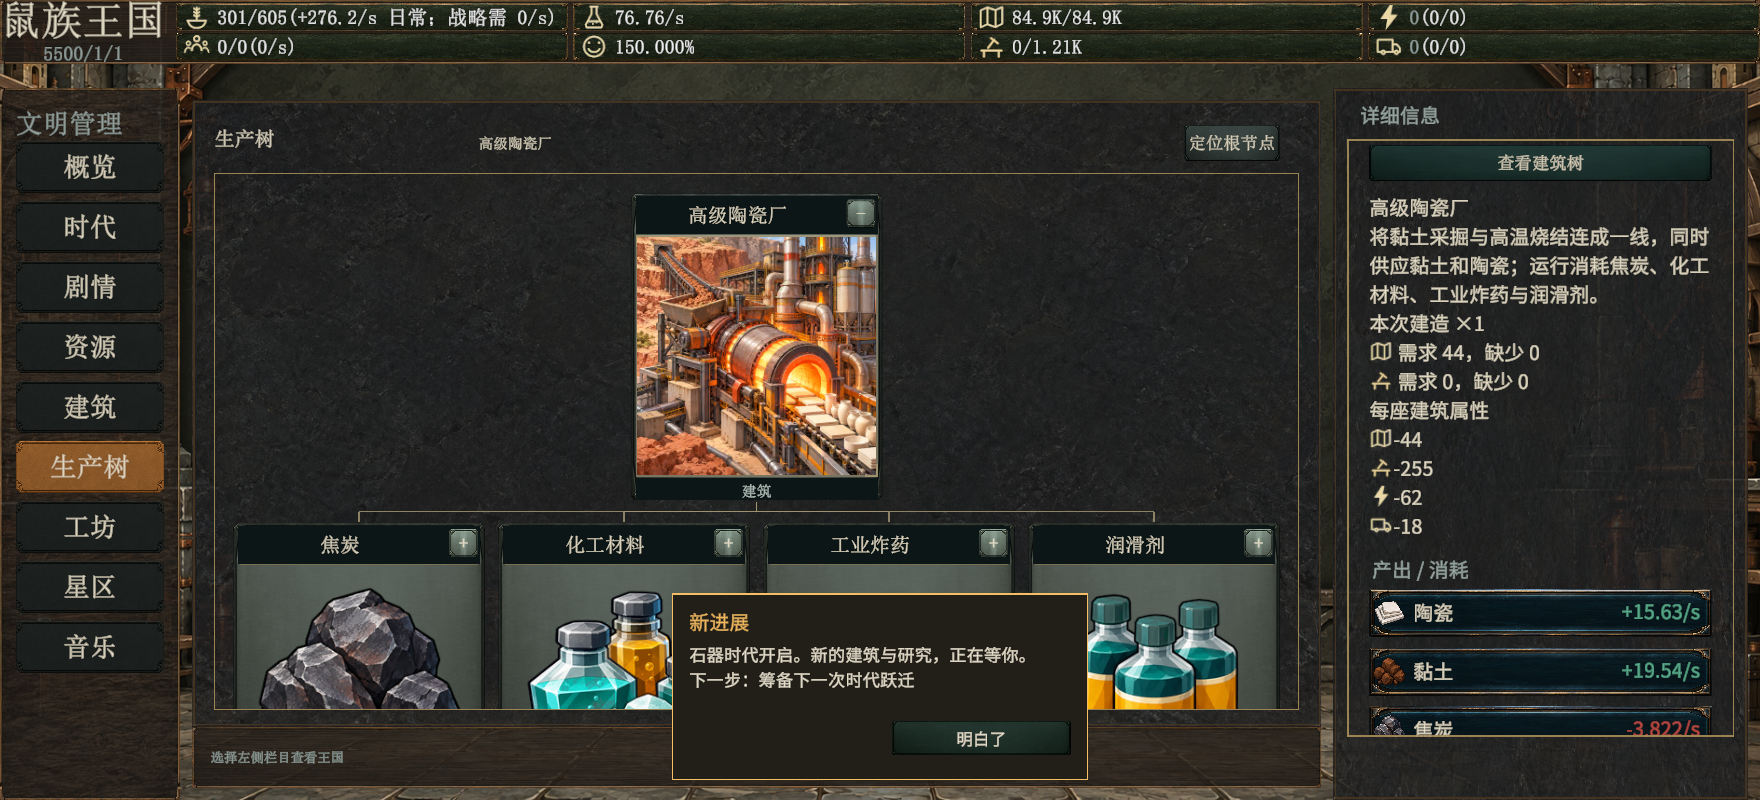 鼠族王国
5500/1/1
301/605(+276.2/s 日常; 战略需 0/s)
76.76/s
84.9K/84.9K
0(0/0)
0/0(0/s)
150.000%
0/1.21K
0(0/0)
文明管理
概览
时代
剧情
资源
建筑
生产树
工坊
星区
音乐
生产树
高级陶瓷厂
定位根节点
高级陶瓷厂
建筑
焦炭
化工材料
工业炸药
润滑剂
新进展
石器时代开启。新的建筑与研究，正在等你。
下一步：筹备下一次时代跃迁
明白了
选择左侧栏目查看王国
详细信息
查看建筑树
高级陶瓷厂
将黏土采掘与高温烧结连成一线，同时
供应黏土和陶瓷；运行消耗焦炭、化工
材料、工业炸药与润滑剂。
本次建造 ×1
需求 44，缺少 0
需求 0，缺少 0
每座建筑属性
-44
-255
-62
-18
产出 / 消耗
陶瓷 +15.63/s
黏土 +19.54/s
焦炭 -3.822/s